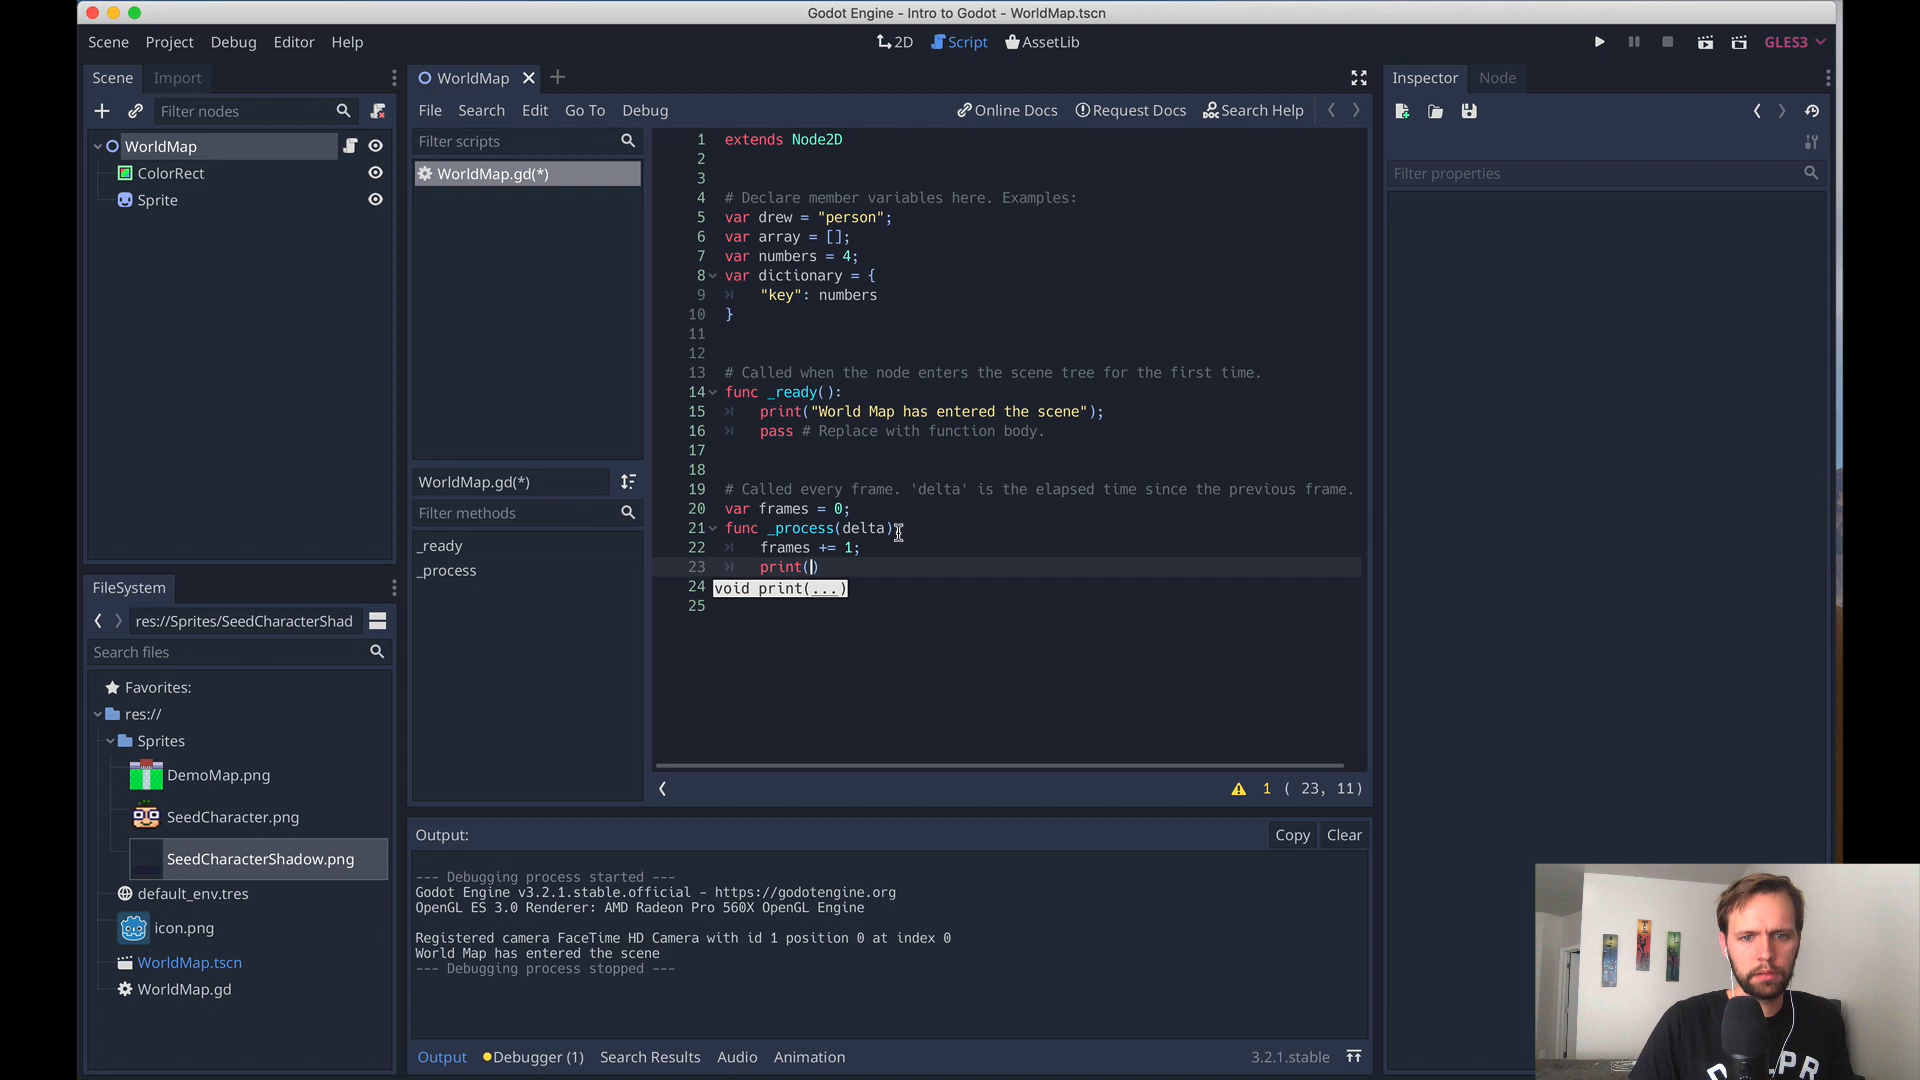 Godot Engine - Intro to Godot - WorldMap.tscn
Scene Project Debug Editor Help
2D Script AssetLib
GLES3
Scene Import
Filter nodes
WorldMap
ColorRect
Sprite
FileSystem
res://Sprites/SeedCharacterShad
Search files
Favorites:
res://
Sprites
DemoMap.png
SeedCharacter.png
SeedCharacterShadow.png
default_env.tres
icon.png
WorldMap.tscn
WorldMap.gd
WorldMap
File Search Edit Go To Debug
Online Docs Request Docs Search Help
Filter scripts
WorldMap.gd(*)
WorldMap.gd(*)
Filter methods
_ready
_process
1 extends Node2D
2
3
4 # Declare member variables here. Examples:
5 var drew = "person";
6 var array = [];
7 var numbers = 4;
8 var dictionary = {
9 "key": numbers
10 }
11
12
13 # Called when the node enters the scene tree for the first time.
14 func _ready():
15 print("World Map has entered the scene");
16 pass # Replace with function body.
17
18
19 # Called every frame. 'delta' is the elapsed time since the previous frame.
20 var frames = 0;
21 func _process(delta)
22 frames += 1;
23 print()
24 void print(...)
25
1 ( 23, 11)
Output:
Copy Clear
--- Debugging process started ---
Godot Engine v3.2.1.stable.official - https://godotengine.org
OpenGL ES 3.0 Renderer: AMD Radeon Pro 560X OpenGL Engine
Registered camera FaceTime HD Camera with id 1 position 0 at index 0
World Map has entered the scene
--- Debugging process stopped ---
Output Debugger (1) Search Results Audio Animation
3.2.1.stable
Inspector Node
Filter properties